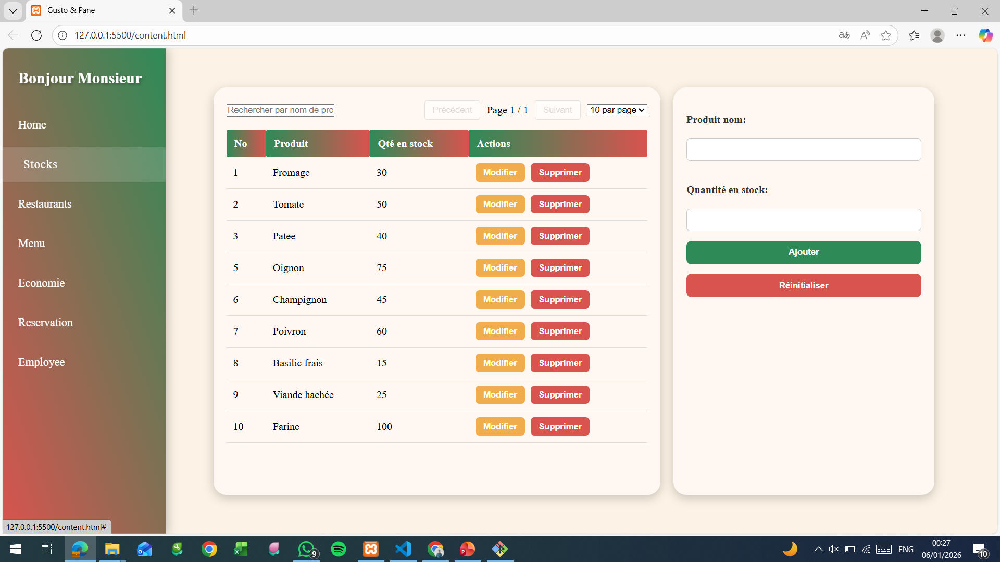 Gusto & Pane
127.0.0.1:5500/content.html
Bonjour Monsieur
Home
Stocks
Restaurants
Menu
Economie
Reservation
Employee
127.0.0.1:5500/content.html#
Rechercher par nom de pro
Précédent Page 1 / 1 Suivant 10 par page
No Produit Qté en stock Actions
1 Fromage 30 Modifier Supprimer
2 Tomate 50 Modifier Supprimer
3 Patee 40 Modifier Supprimer
5 Oignon 75 Modifier Supprimer
6 Champignon 45 Modifier Supprimer
7 Poivron 60 Modifier Supprimer
8 Basilic frais 15 Modifier Supprimer
9 Viande hachée 25 Modifier Supprimer
10 Farine 100 Modifier Supprimer
Produit nom:
Quantité en stock:
Ajouter
Réinitialiser
9
ENG
00:27
06/01/2026
10